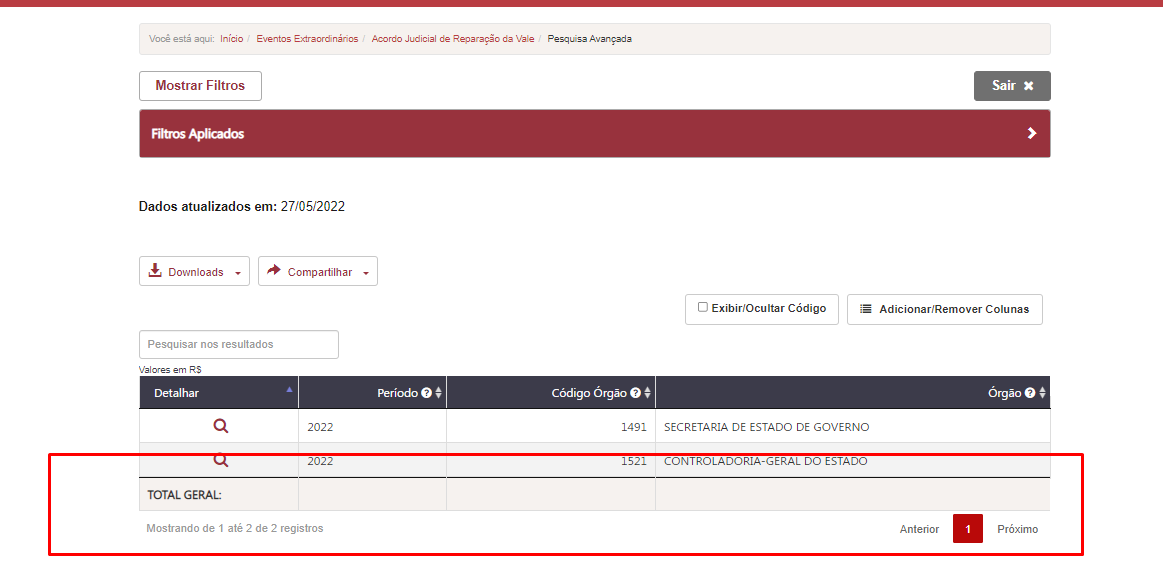 Você está aqui: Início / Eventos Extraordinários / Acordo Judicial de Reparação da Vale / Pesquisa Avançada
Mostrar Filtros
Sair ✖
Filtros Aplicados
Dados atualizados em: 27/05/2022
Downloads
Compartilhar
Exibir/Ocultar Código
Adicionar/Remover Colunas
Pesquisar nos resultados
Valores em R$
Detalhar Período Código Órgão Órgão
2022 1491 SECRETARIA DE ESTADO DE GOVERNO
2022 1521 CONTROLADORIA-GERAL DO ESTADO
TOTAL GERAL:
Mostrando de 1 até 2 de 2 registros
Anterior 1 Próximo